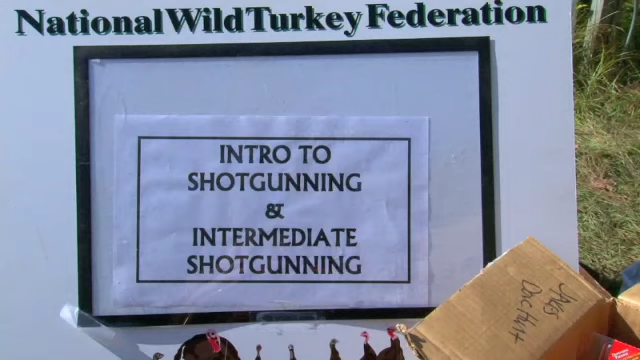 National Wild Turkey Federation
INTRO TO
SHOTGUNNING
&
INTERMEDIATE
SHOTGUNNING